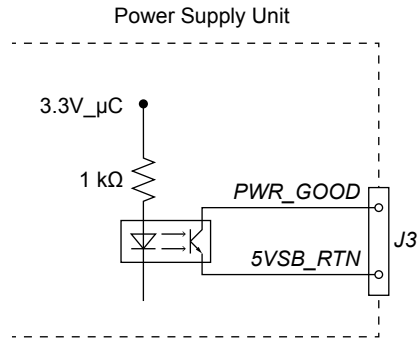 Power Supply Unit
3.3V_µC
1 kΩ
PWR_GOOD
J3
5VSB_RTN